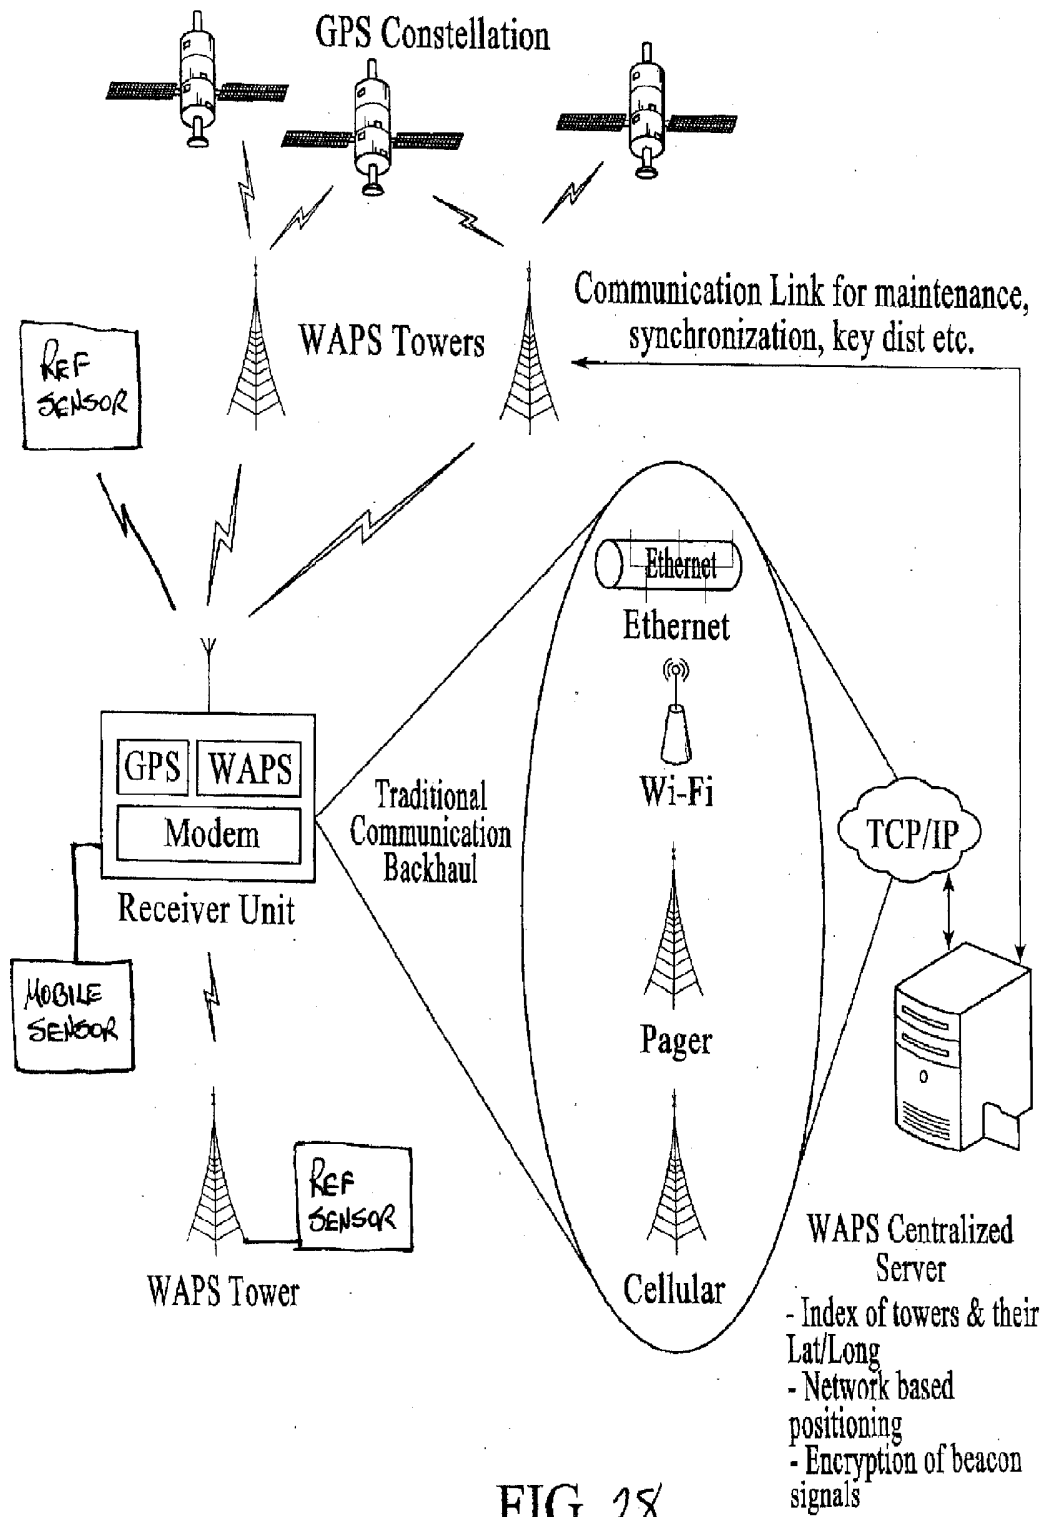 GPS Constellation
Communication Link for maintenance,
synchronization, key dist etc.
WAPS Towers
REF
SENSOR
Ethernet
Ethernet
Wi-Fi
GPS
WAPS
Modem
Receiver Unit
Traditional
Communication
Backhaul
TCP/IP
MOBILE
SENSOR
Pager
REF
SENSOR
WAPS Tower
Cellular
WAPS Centralized
Server
- Index of towers & their
Lat/Long
- Network based
positioning
- Encryption of beacon
signals
FIG 28